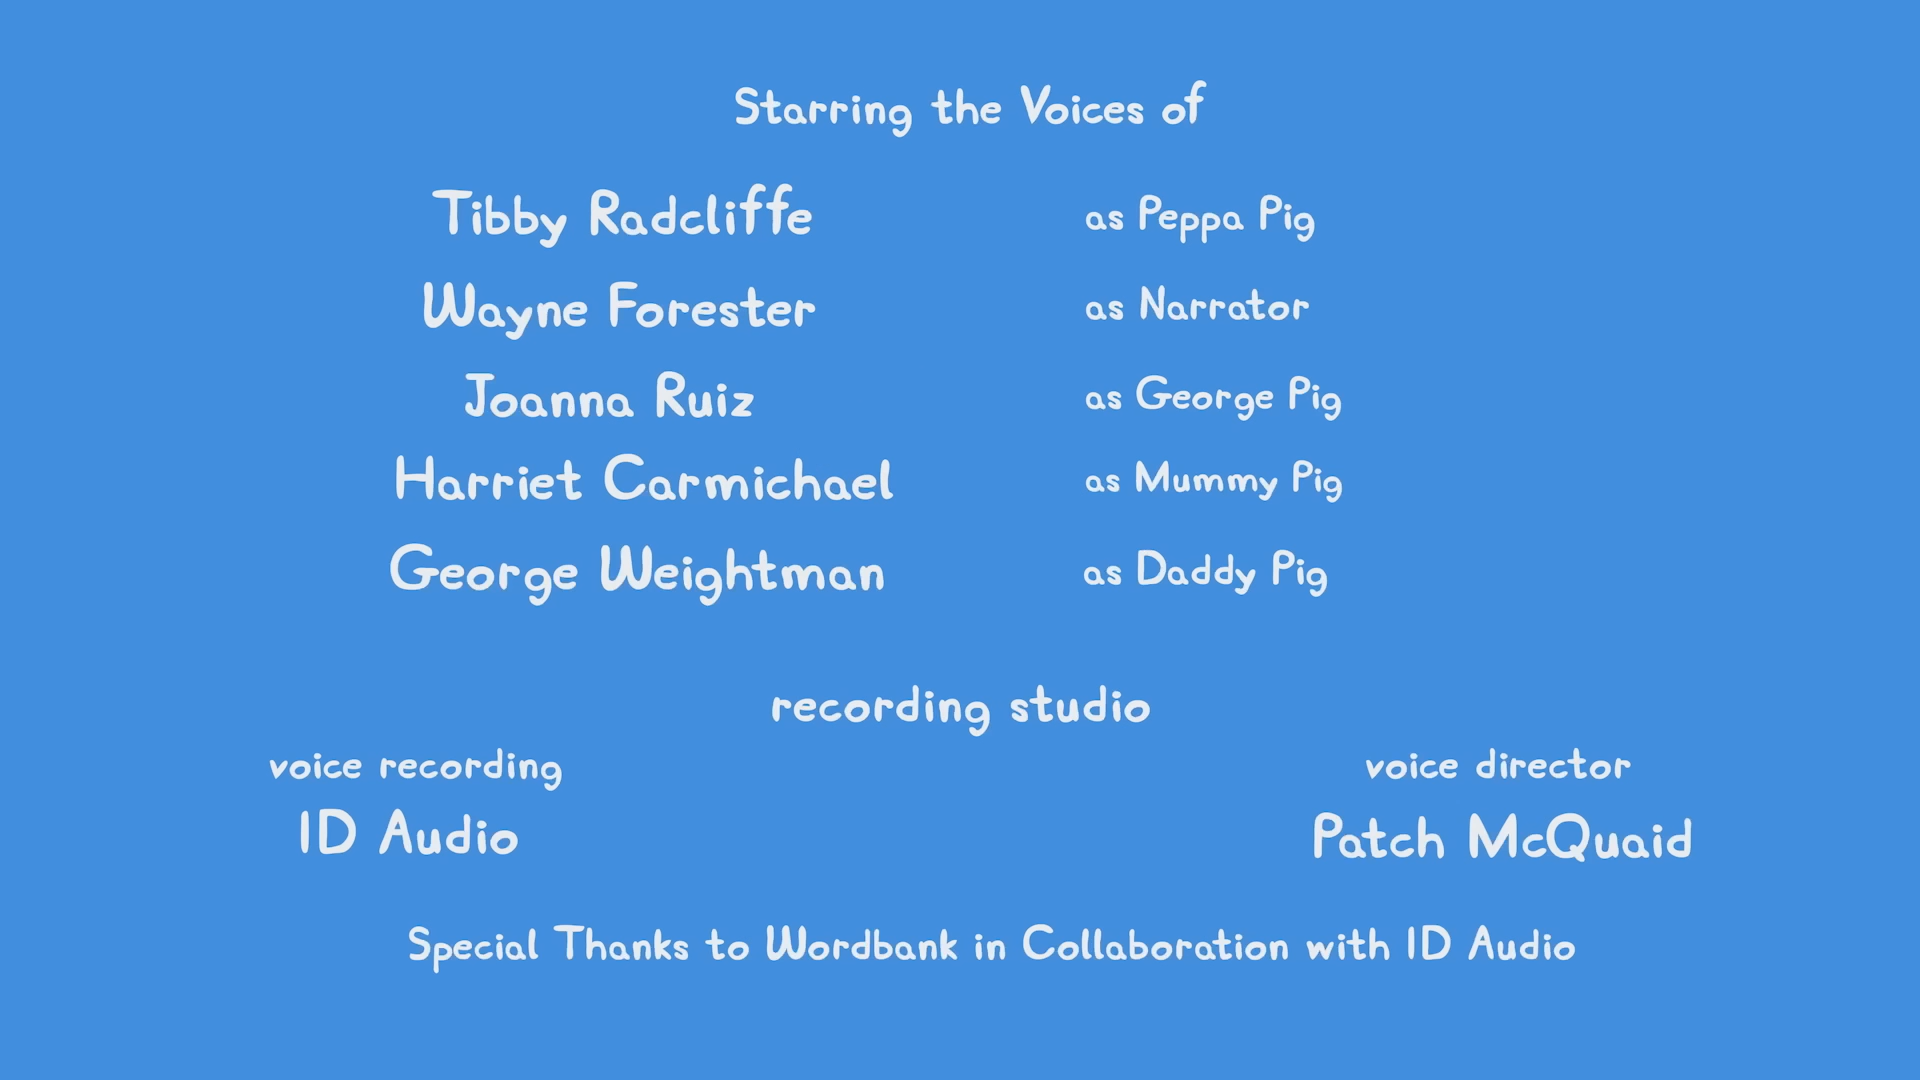 Starring the Voices of
Tibby Radcliffe as Peppa Pig
Wayne Forester as Narrator
Joanna Ruiz as George Pig
Harriet Carmichael as Mummy Pig
George Weightman as Daddy Pig
recording studio
voice recording voice director
ID Audio Patch McQuaid
Special Thanks to Wordbank in Collaboration with ID Audio